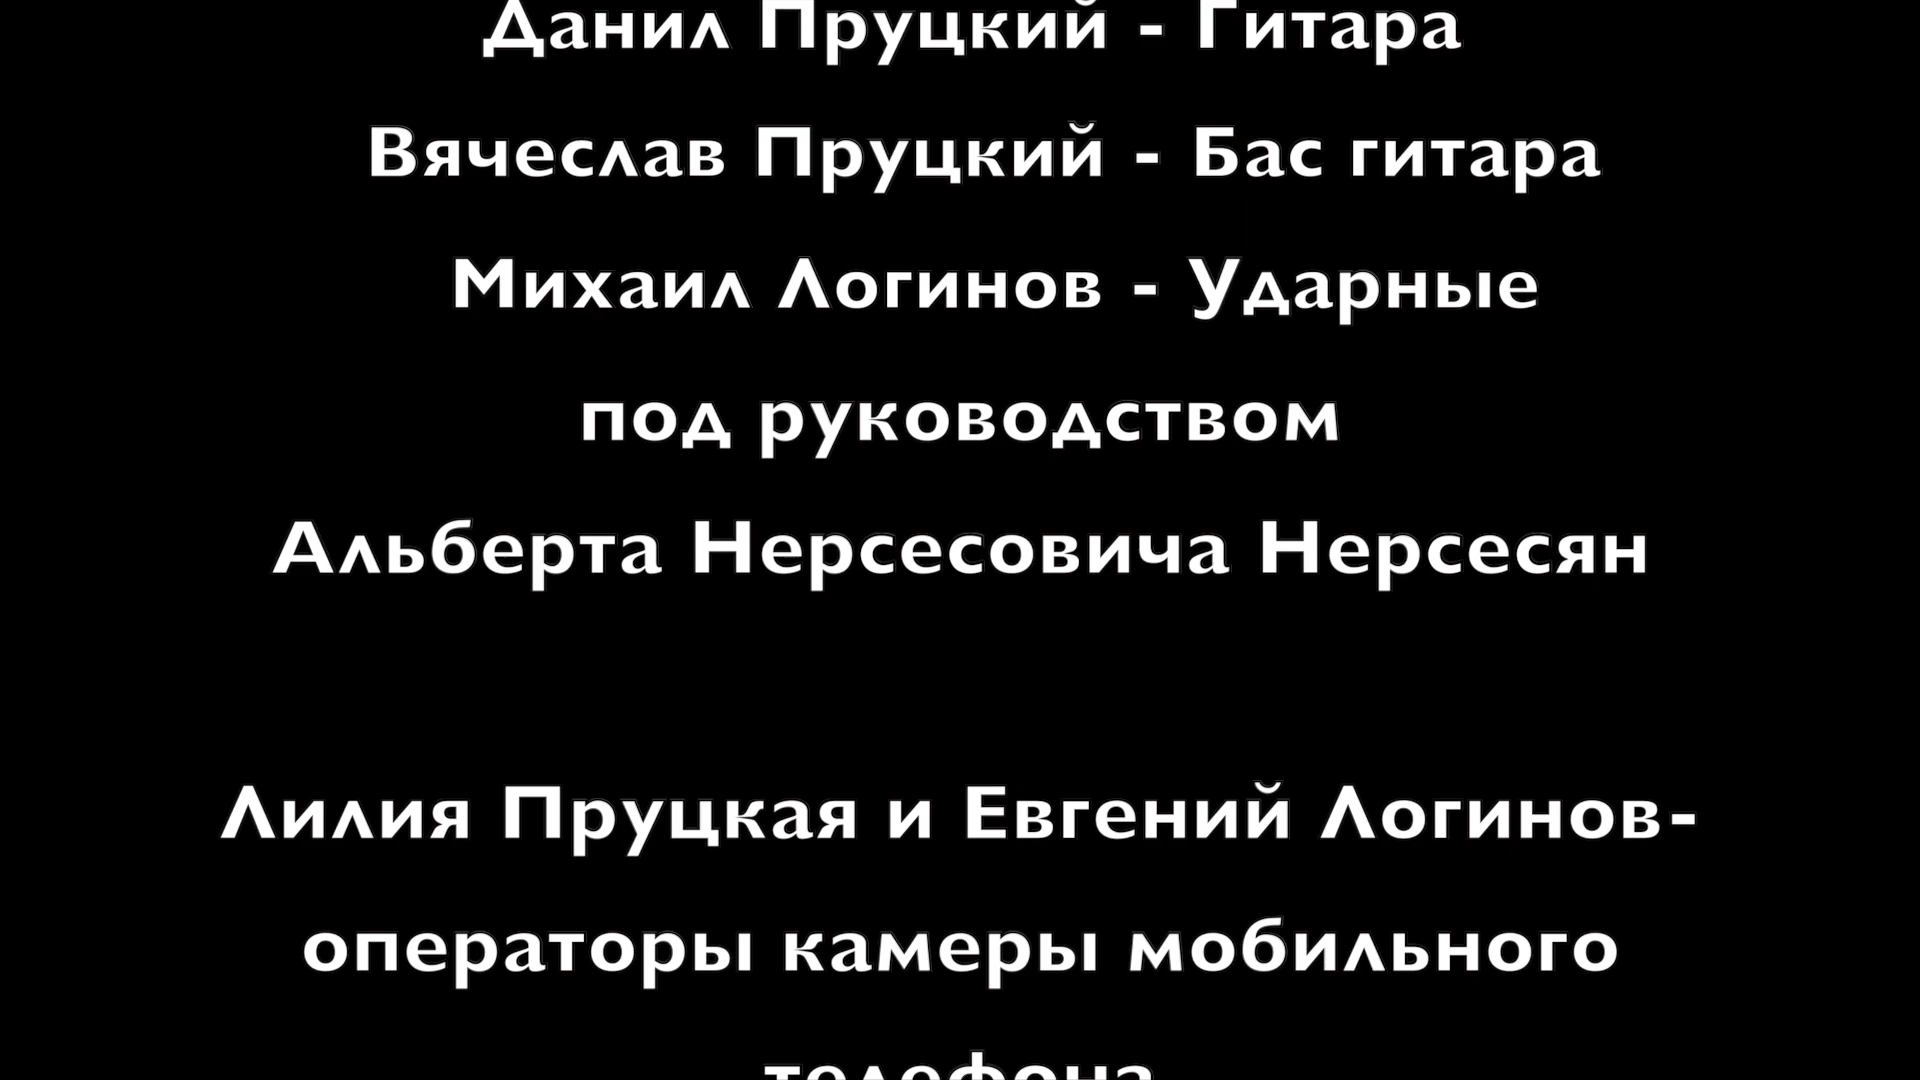 Данил Пруцкий - Гитара
Вячеслав Пруцкий - Бас гитара
Михаил Логинов - Ударные
под руководством
Альберта Нерсесовича Нерсесян
Лилия Пруцкая и Евгений Логинов-
операторы камеры мобильного
телефона